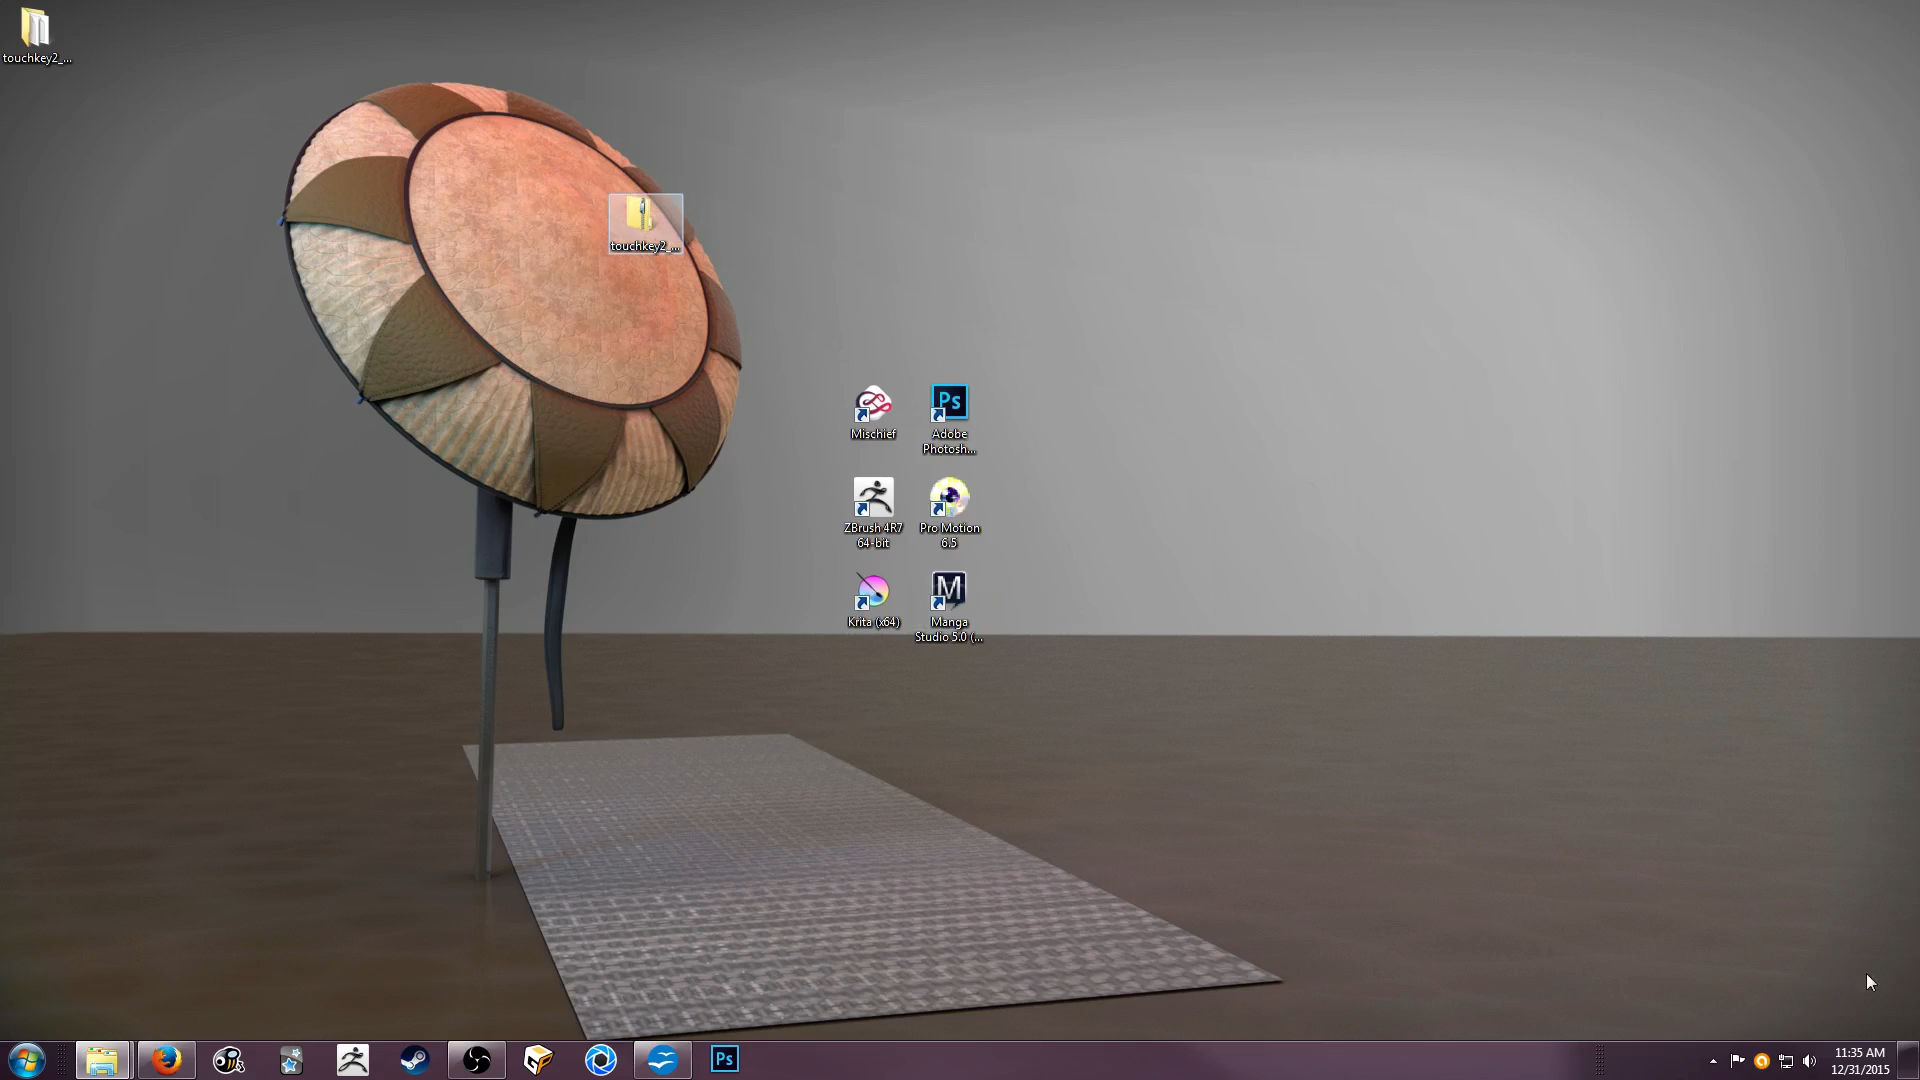 touchkey2_...
touchkey2_...
Mischief
Ps
Adobe
Photosh...
ZBrush 4R7
64-bit
Pro Motion
6.5
Krita (x64)
M
Manga
Studio 5.0 (...
Ps
11:35 AM
12/31/2015